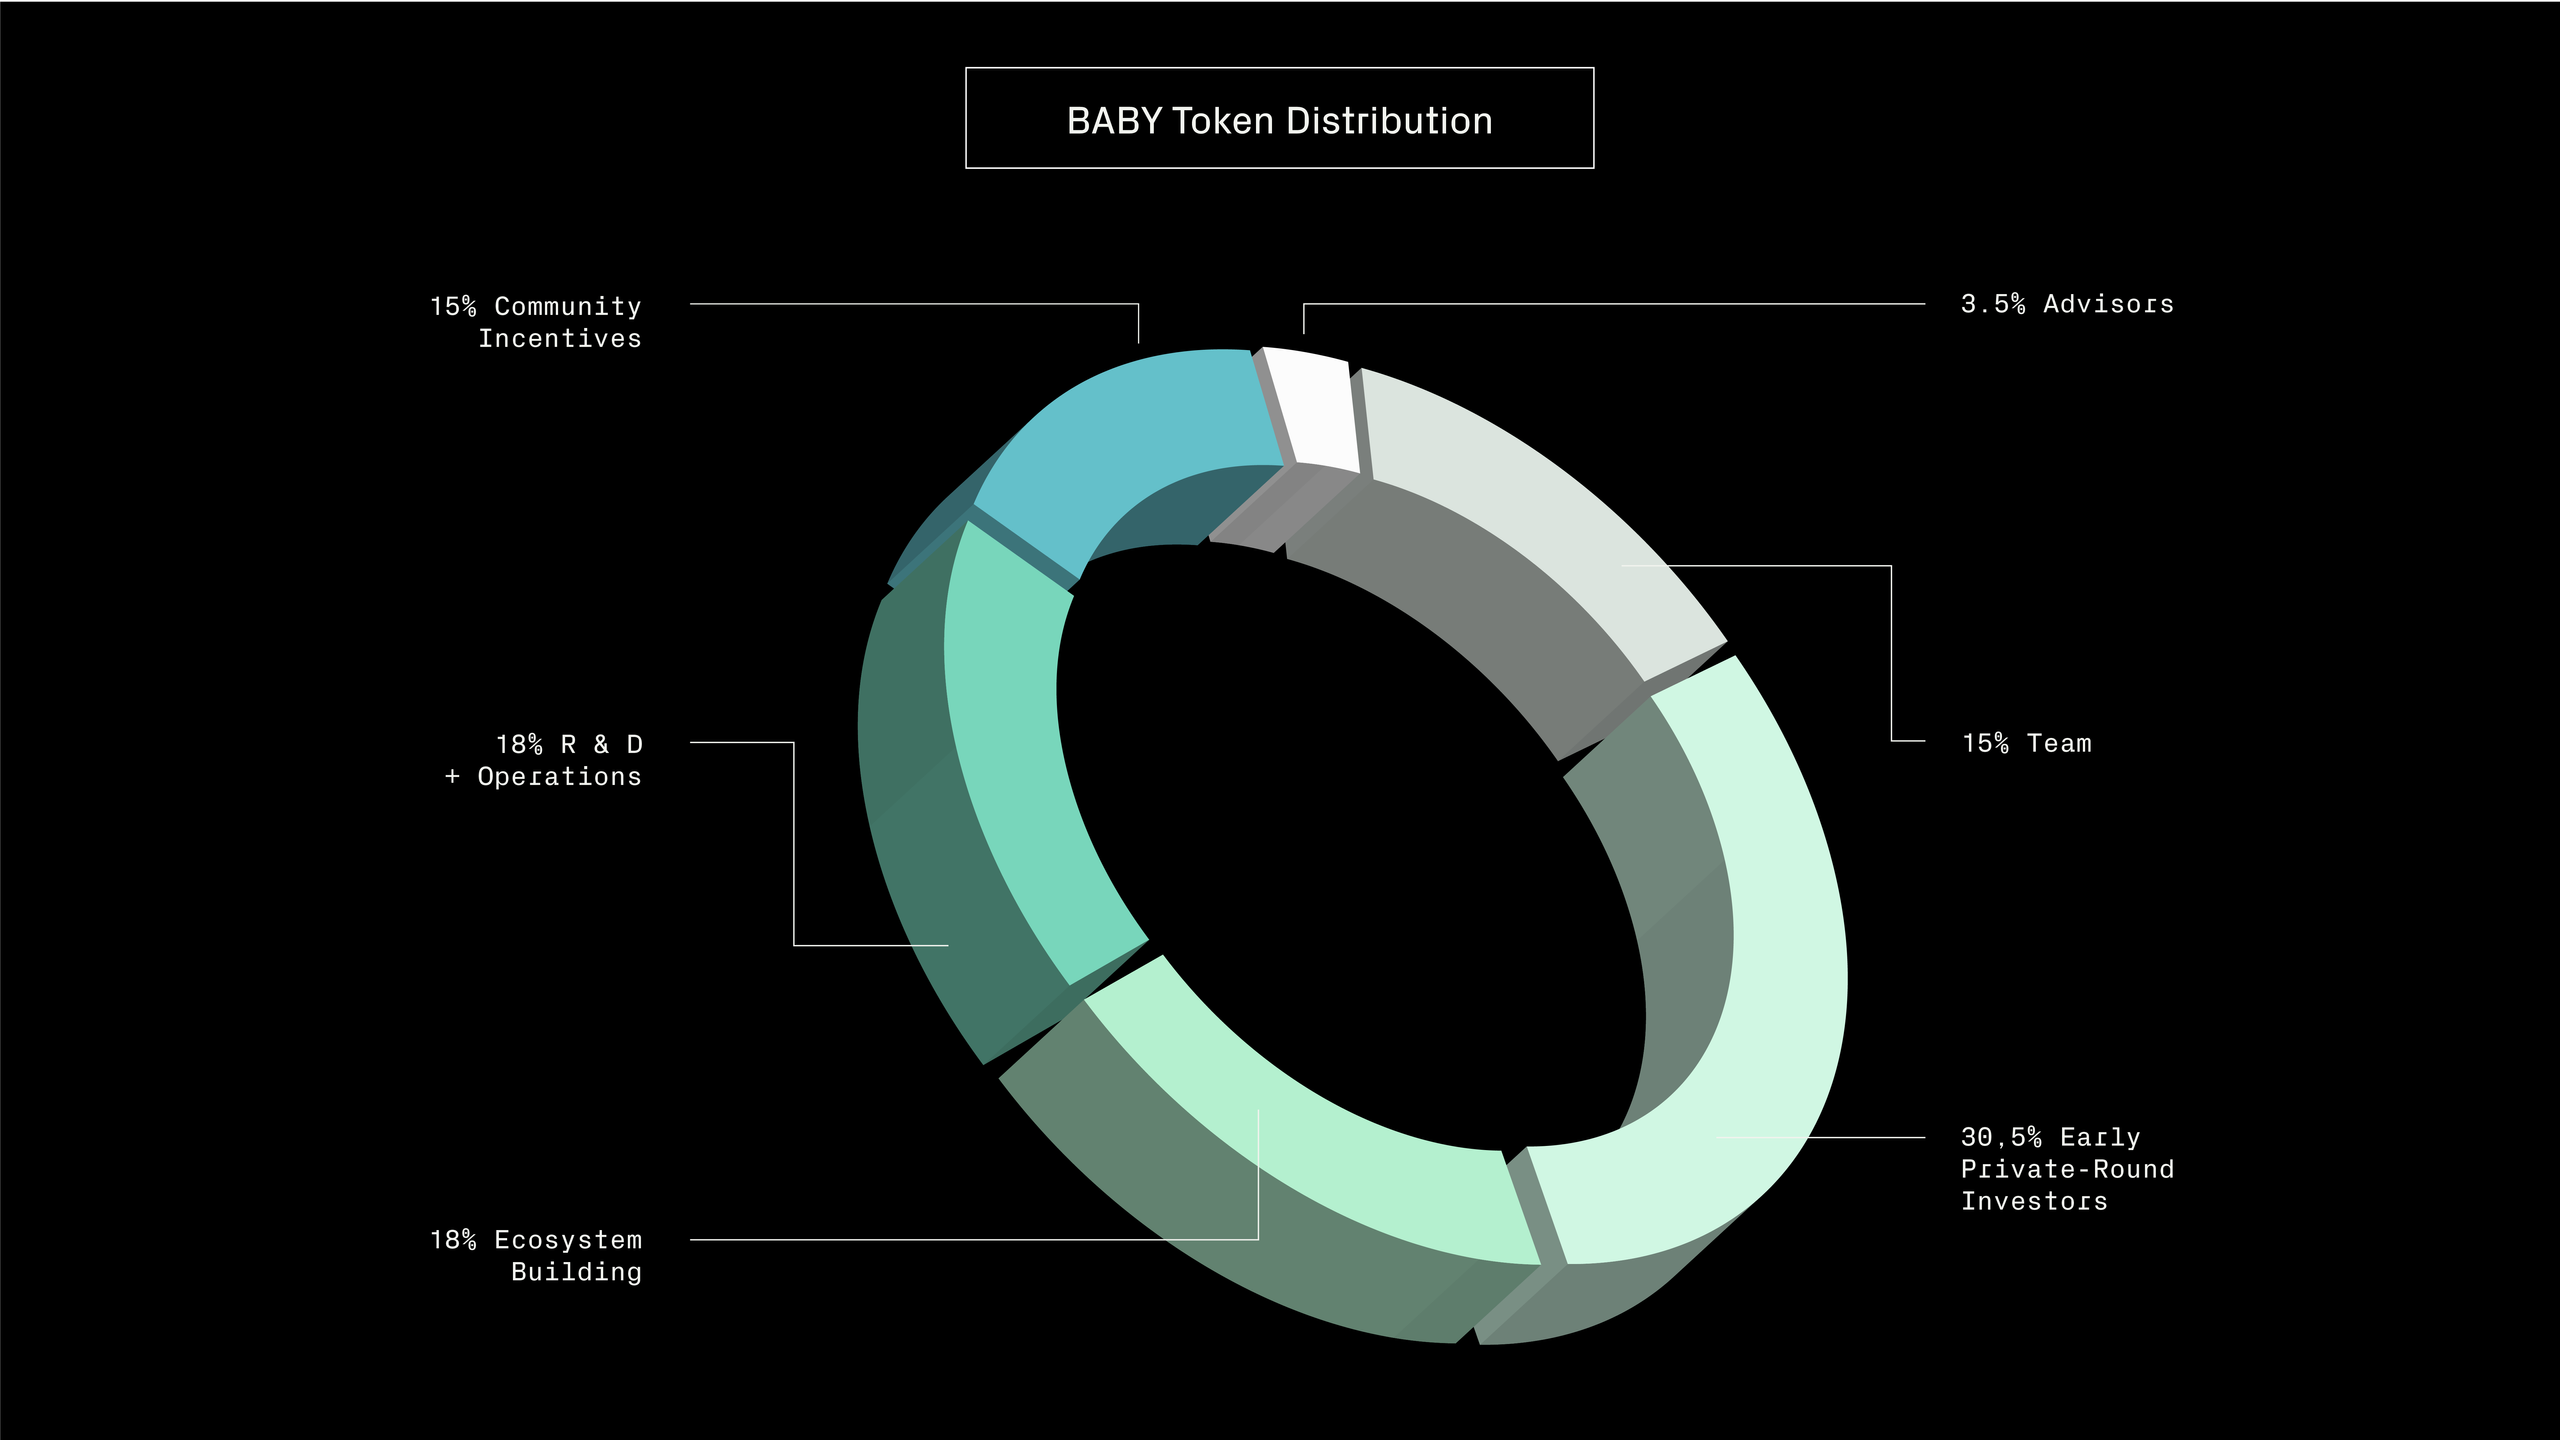 BABY Token Distribution
15% Community
Incentives
3.5% Advisors
18% R & D
+ Operations
15% Team
30,5% Early
Private-Round
Investors
18% Ecosystem
Building